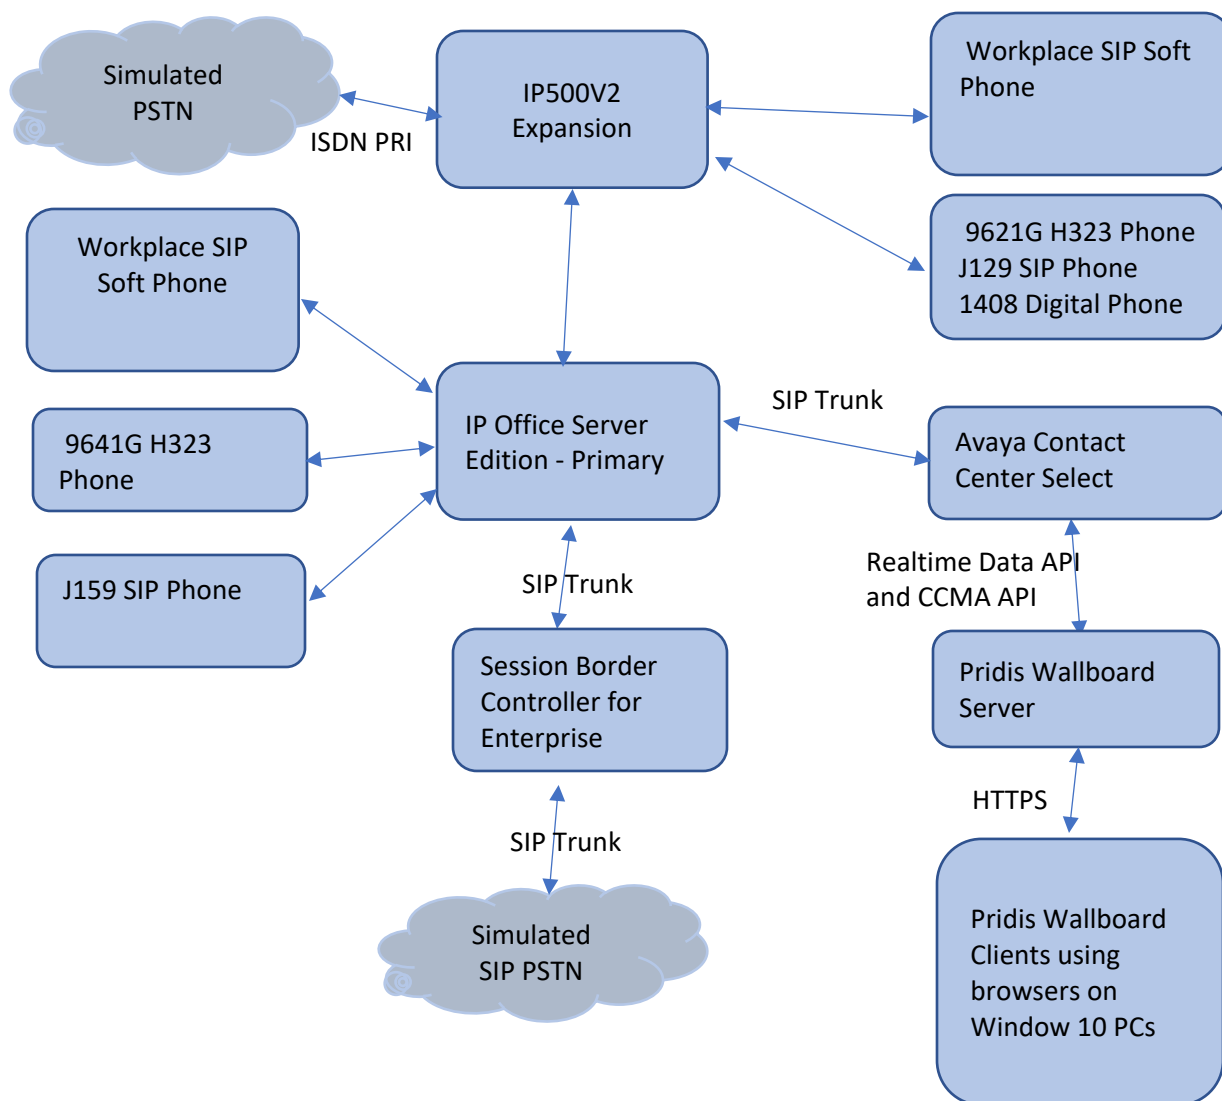 Simulated
PSTN
ISDN PRI
IP500V2
Expansion
Workplace SIP Soft
Phone
9621G H323 Phone
J129 SIP Phone
1408 Digital Phone
Workplace SIP
Soft Phone
9641G H323
Phone
J159 SIP Phone
IP Office Server
Edition - Primary
SIP Trunk
Avaya Contact
Center Select
Realtime Data API
and CCMA API
SIP Trunk
Session Border
Controller for
Enterprise
Pridis Wallboard
Server
HTTPS
SIP Trunk
Simulated
SIP PSTN
Pridis Wallboard
Clients using
browsers on
Window 10 PCs